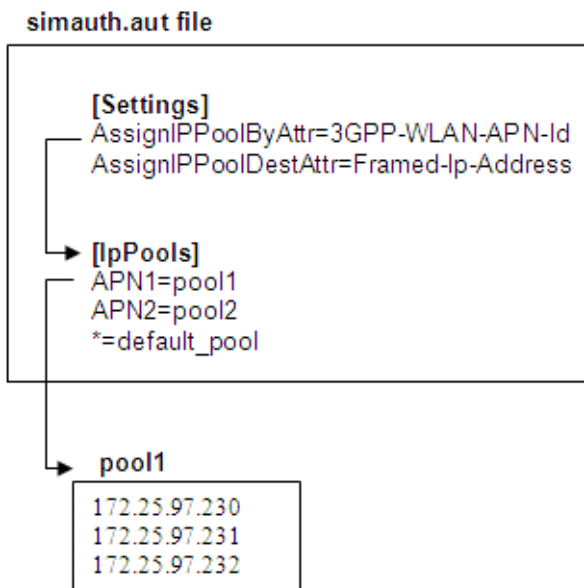 simauth.aut file
[Settings]
AssignIPPoolByAttr=3GPP-WLAN-APN-Id
AssignIPPoolDestAttr=Framed-Ip-Address
[IpPools]
APN1=pool1
APN2=pool2
*=default_pool
pool1
172.25.97.230
172.25.97.231
172.25.97.232